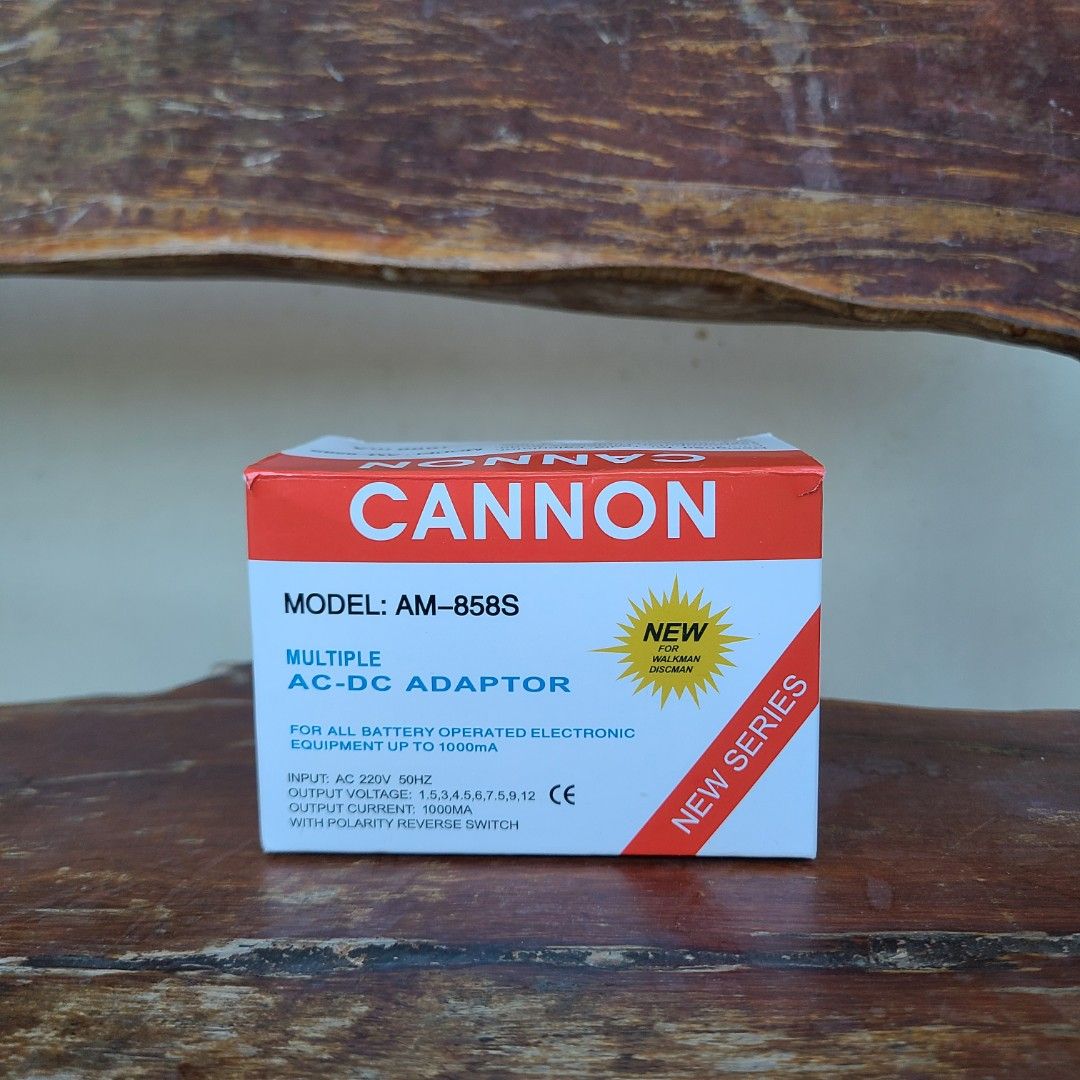 CANNON
CANNON
MODEL: AM-858S
NEW
FOR
WALKMAN
DISCMAN
MULTIPLE
AC-DC ADAPTOR
FOR ALL BATTERY OPERATED ELECTRONIC
EQUIPMENT UP TO 1000mA
INPUT: AC 220V 50HZ
OUTPUT VOLTAGE: 1.5,3,4.5,6,7.5,9,12 CE
OUTPUT CURRENT: 1000MA
WITH POLARITY REVERSE SWITCH
NEW SERIES